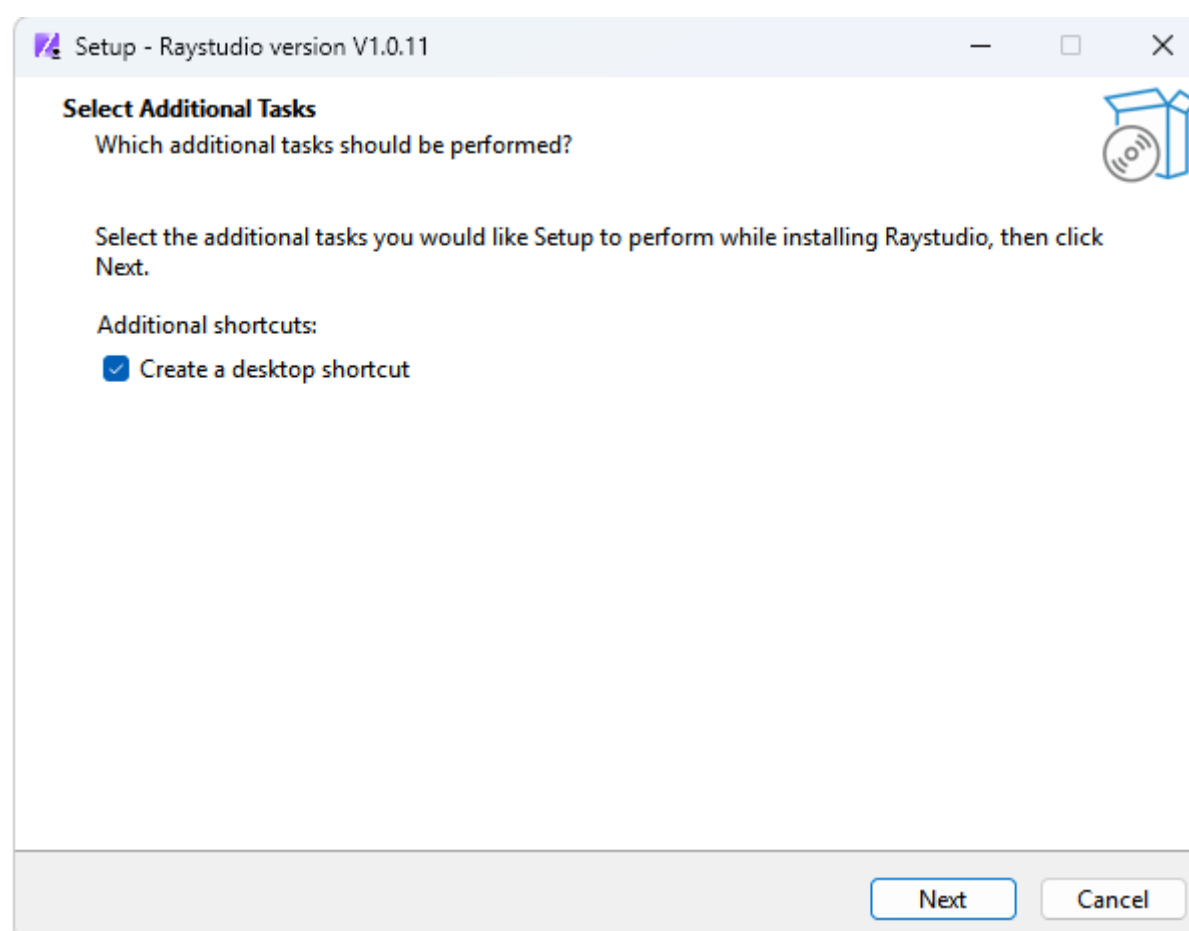 Setup - Raystudio version V1.0.11
Select Additional Tasks
Which additional tasks should be performed?
Select the additional tasks you would like Setup to perform while installing Raystudio, then click
Next.
Additional shortcuts:
Create a desktop shortcut
Next
Cancel